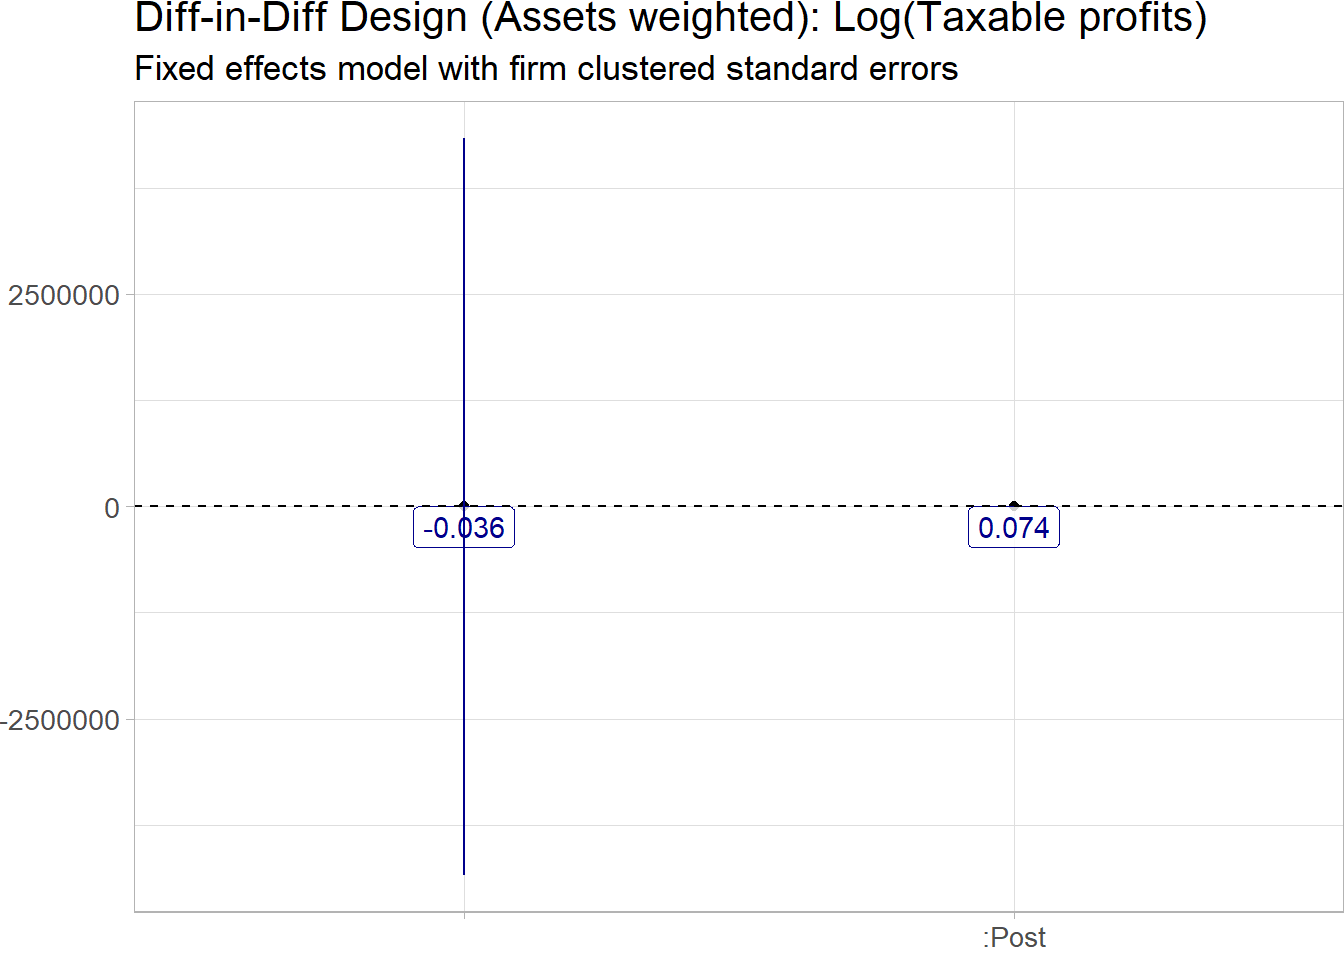 Diff-in-Diff Design (Assets weighted): Log(Taxable profits)
Fixed effects model with firm clustered standard errors
2500000
0
-0.036
0.074
-2500000
:Post